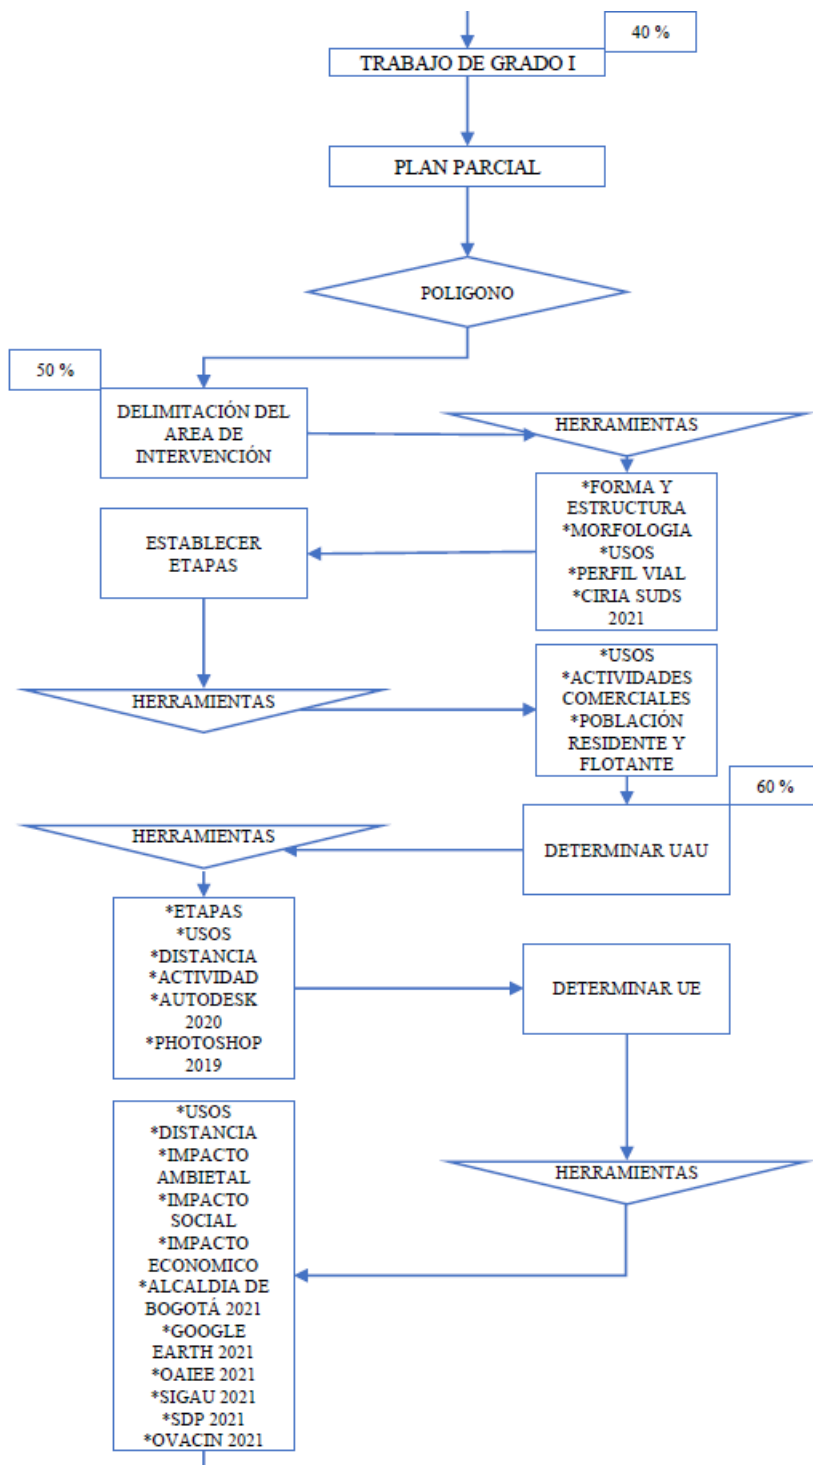 40 %
TRABAJO DE GRADO I
PLAN PARCIAL
POLIGONO
50 %
DELIMITACIÓN DEL
AREA DE
INTERVENCIÓN
HERRAMIENTAS
*FORMA Y
ESTRUCTURA
*MORFOLOGIA
*USOS
*PERFIL VIAL
*CIRIA SUDS
2021
ESTABLECER
ETAPAS
HERRAMIENTAS
*USOS
*ACTIVIDADES
COMERCIALES
*POBLACIÓN
RESIDENTE Y
FLOTANTE
60 %
DETERMINAR UAU
HERRAMIENTAS
*ETAPAS
*USOS
*DISTANCIA
*ACTIVIDAD
*AUTODESK
2020
*PHOTOSHOP
2019
DETERMINAR UE
HERRAMIENTAS
*USOS
*DISTANCIA
*IMPACTO
AMBIETAL
*IMPACTO
SOCIAL
*IMPACTO
ECONOMICO
*ALCALDIA DE
BOGOTÁ 2021
*GOOGLE
EARTH 2021
*OAIEE 2021
*SIGAU 2021
*SDP 2021
*OVACIN 2021